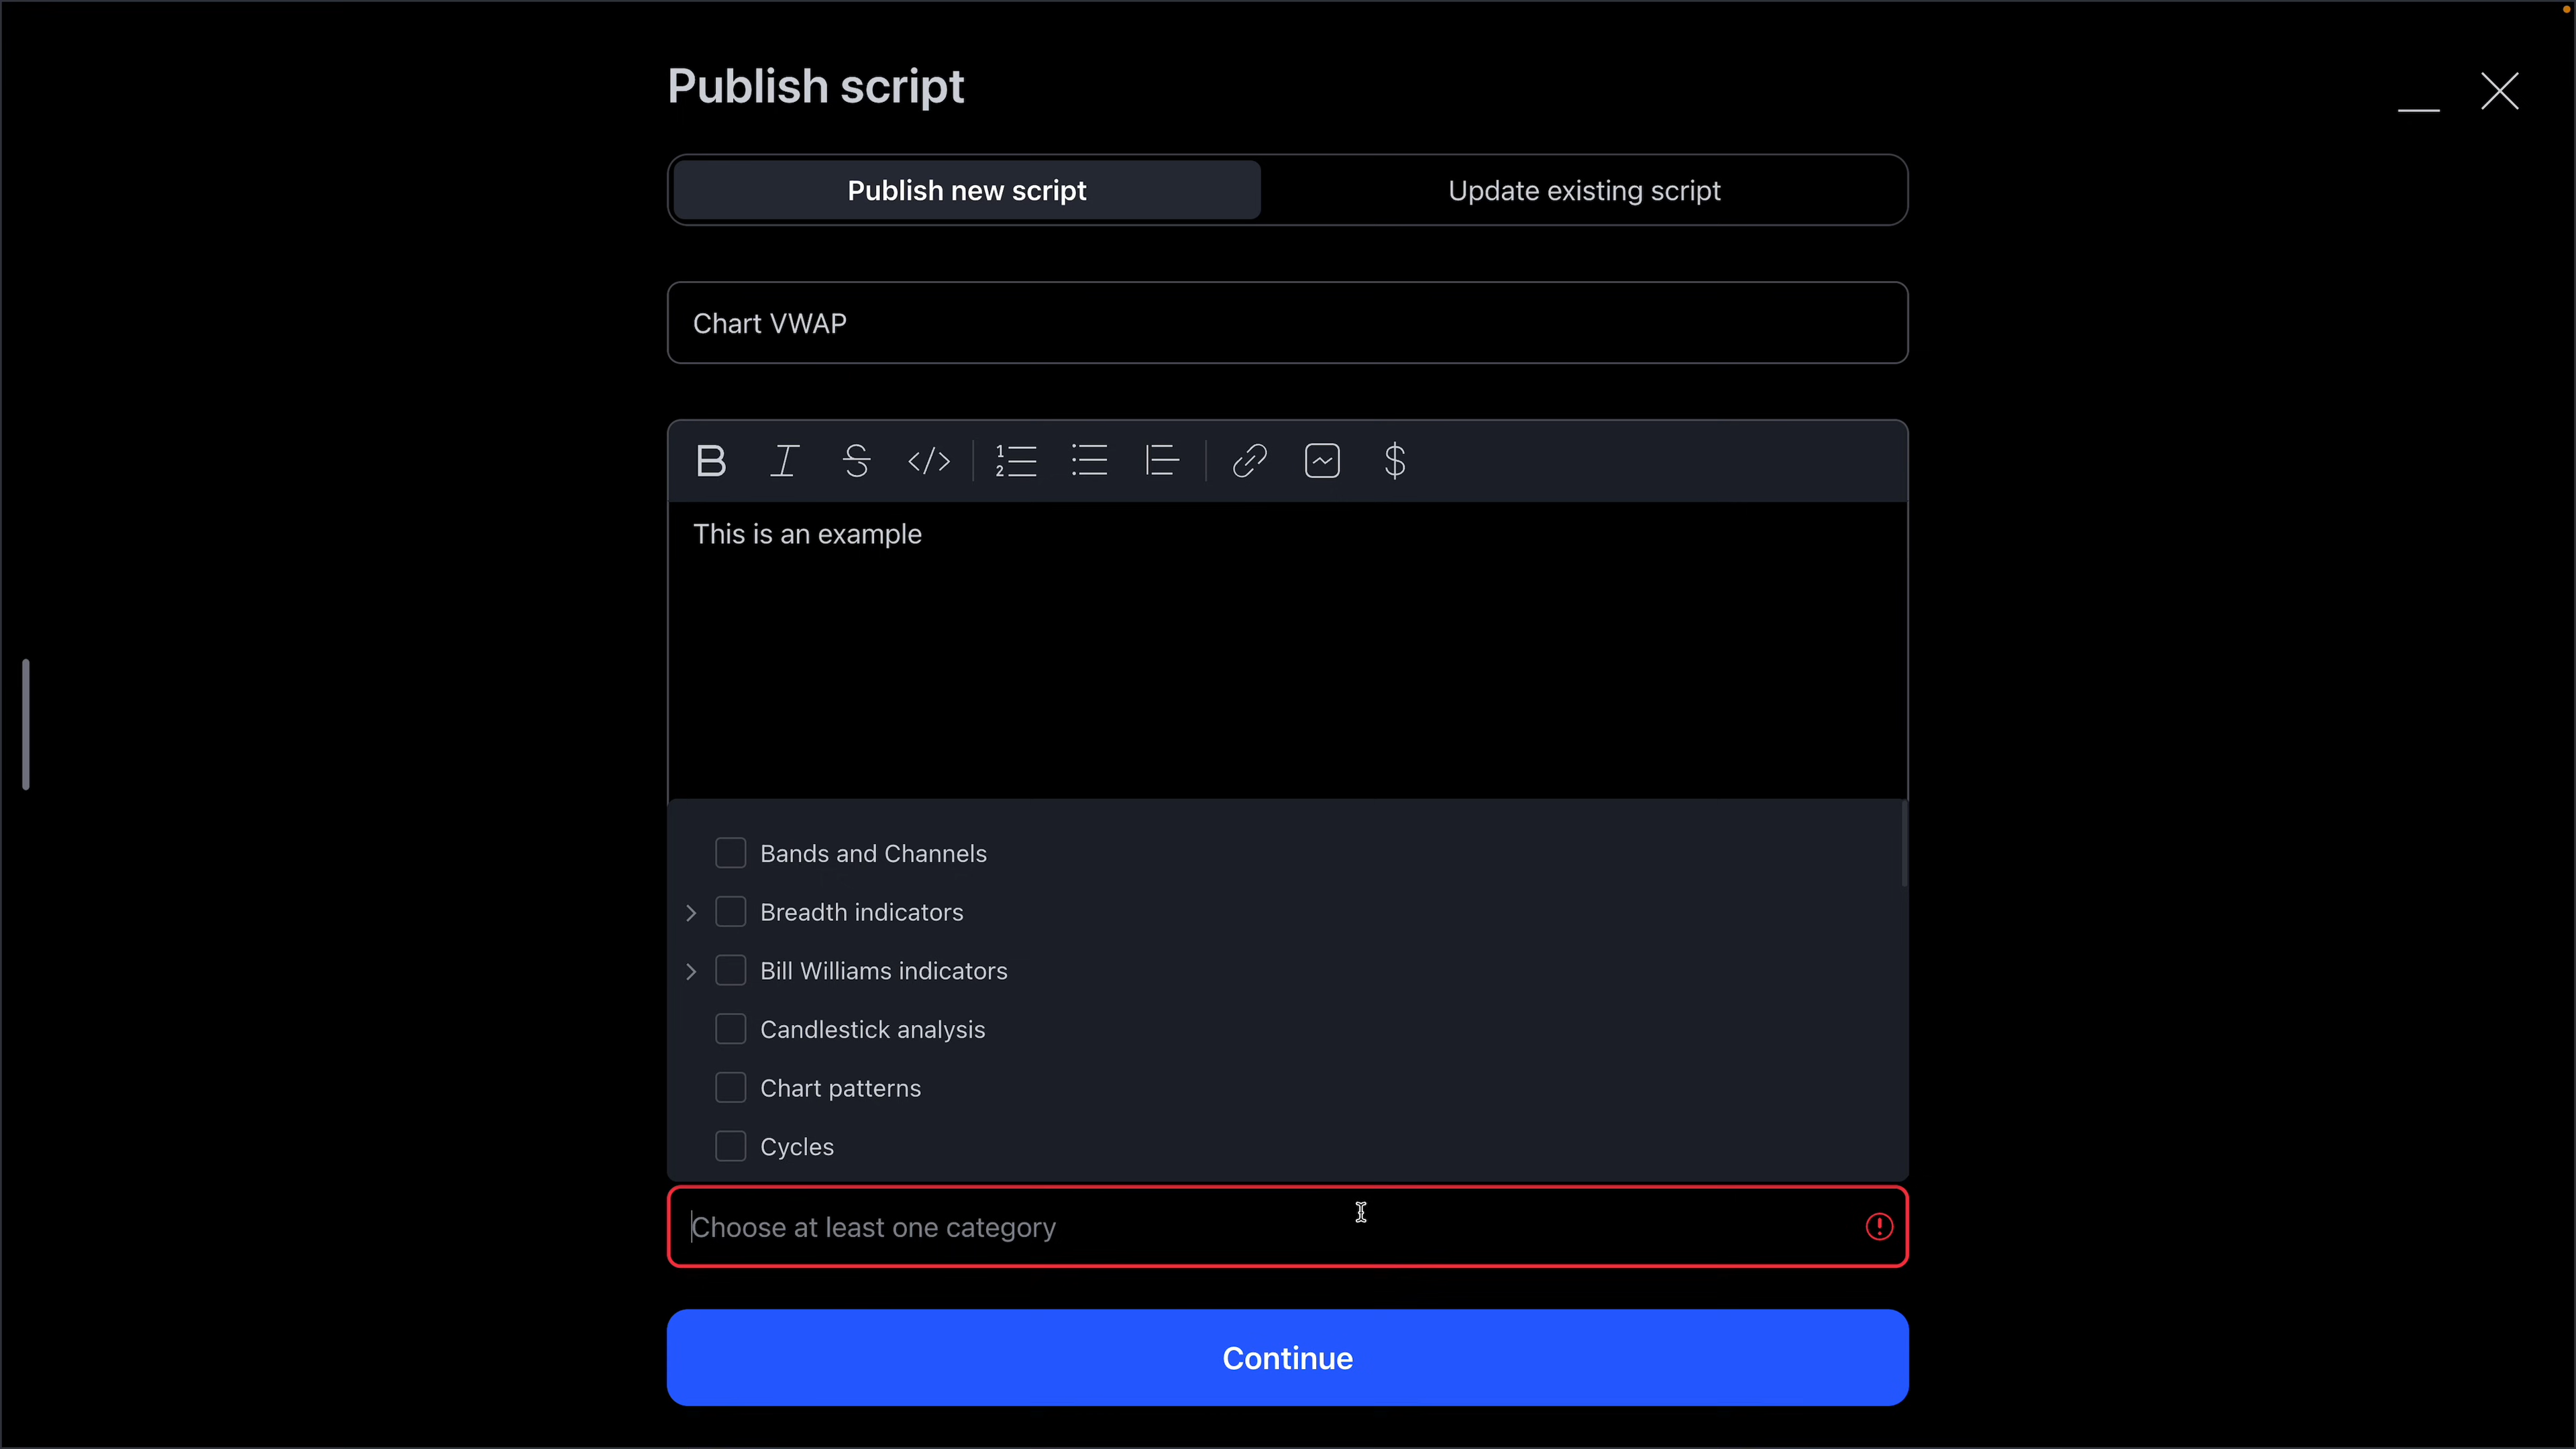 Publish script
Publish new script
Update existing script
Chart VWAP
This is an example
Bands and Channels
Breadth indicators
Bill Williams indicators
Candlestick analysis
Chart patterns
Cycles
Choose at least one category
Continue